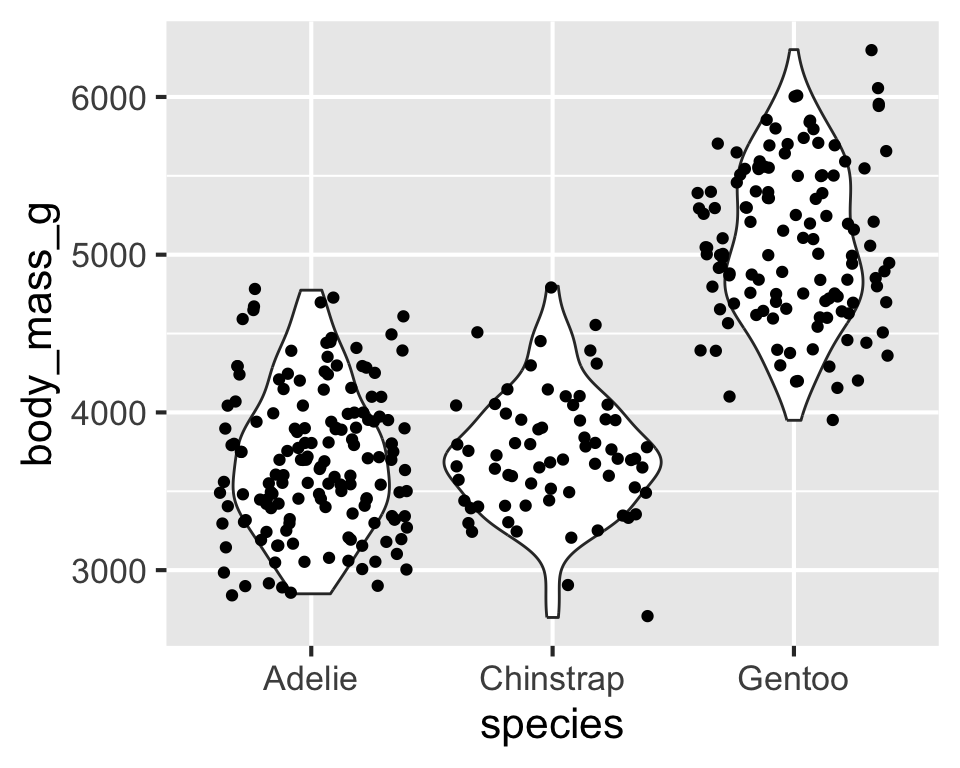 6000
5000
4000
3000
body_mass_g
Adelie
Chinstrap
Gentoo
species